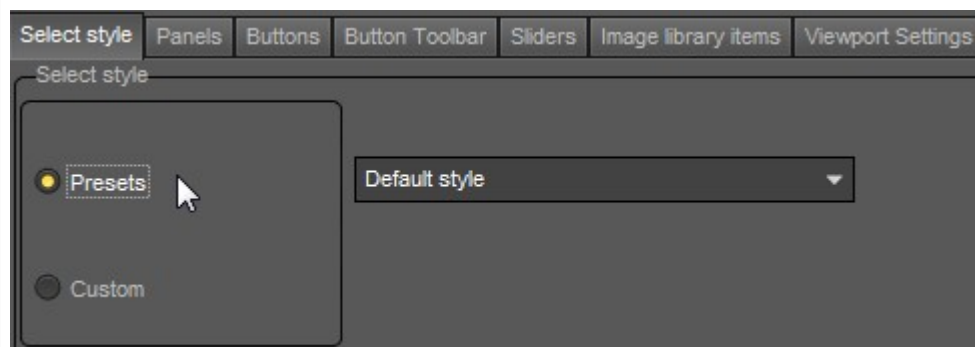 Select style Panels Buttons Button Toolbar Sliders Image library items Viewport Settings
Select style
Presets Default style
Custom